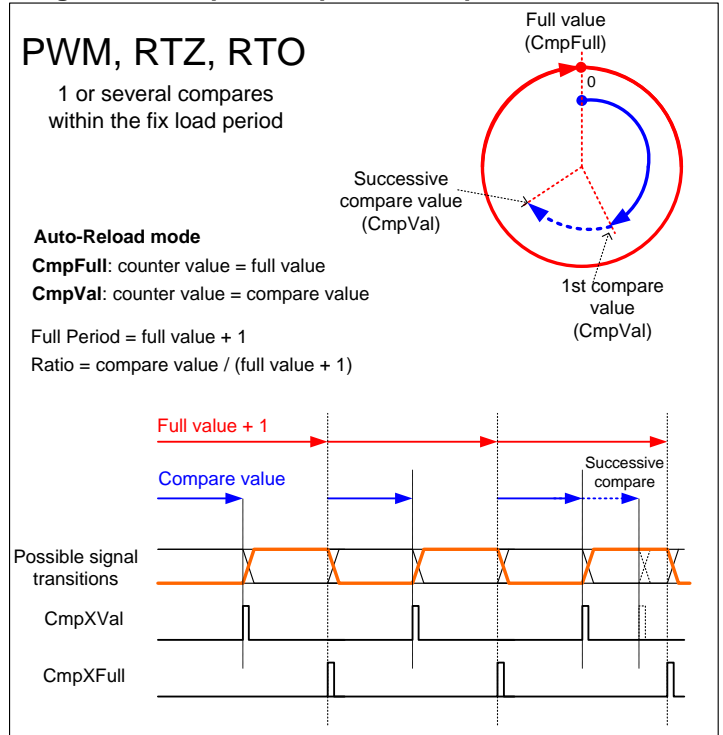 PWM, RTZ, RTO
1 or several compares
within the fix load period
Full value
(CmpFull)
0
Successive
compare value
(CmpVal)
1st compare
value
(CmpVal)
Auto-Reload mode
CmpFull: counter value = full value
CmpVal: counter value = compare value
Full Period = full value + 1
Ratio = compare value / (full value + 1)
Full value + 1
Compare value
Successive
compare
Possible signal
transitions
CmpXVal
CmpXFull